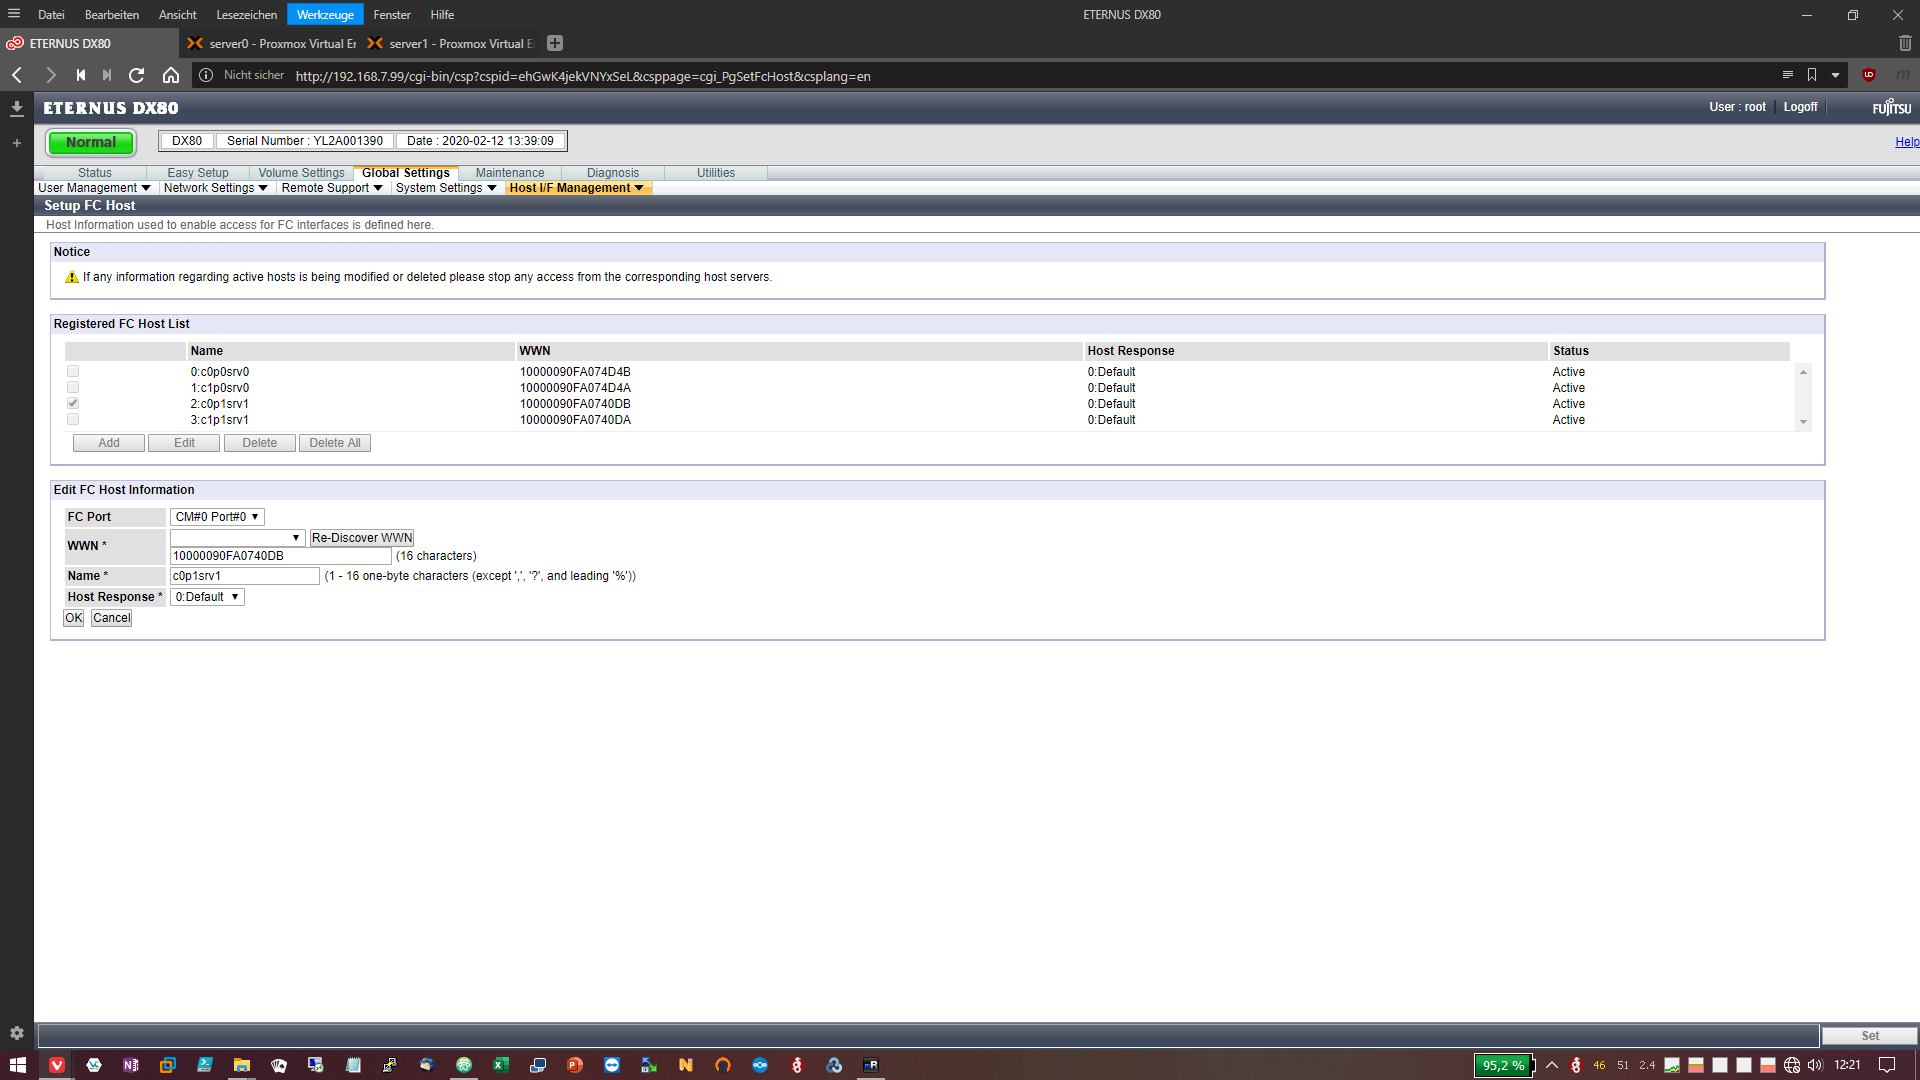 Datei Bearbeiten Ansicht Lesezeichen Werkzeuge Fenster Hilfe ETERNUS DX80
ETERNUS DX80 server0 - Proxmox Virtual Er server1 - Proxmox Virtual E
Nicht sicher http://192.168.7.99/cgi-bin/csp?cspid=ehGwK4jekVNYxSeL&csppage=cgi_PgSetFcHost&csplang=en
ETERNUS DX80 User : root Logoff FUJITSU
Normal DX80 Serial Number : YL2A001390 Date : 2020-02-12 13:39:09 Help
Status Easy Setup Volume Settings Global Settings Maintenance Diagnosis Utilities
User Management Network Settings Remote Support System Settings Host I/F Management
Setup FC Host
Host Information used to enable access for FC interfaces is defined here.
Notice
If any information regarding active hosts is being modified or deleted please stop any access from the corresponding host servers.
Registered FC Host List
Name WWN Host Response Status
0:c0p0srv0 10000090FA074D4B 0:Default Active
1:c1p0srv0 10000090FA074D4A 0:Default Active
2:c0p1srv1 10000090FA0740DB 0:Default Active
3:c1p1srv1 10000090FA0740DA 0:Default Active
Add Edit Delete Delete All
Edit FC Host Information
FC Port CM#0 Port#0
WWN * Re-Discover WWN
10000090FA0740DB (16 characters)
Name * c0p1srv1 (1 - 16 one-byte characters (except ',', '?', and leading '%'))
Host Response * 0:Default
OK Cancel
Set
95,2 % 46 51 2.4 12:21